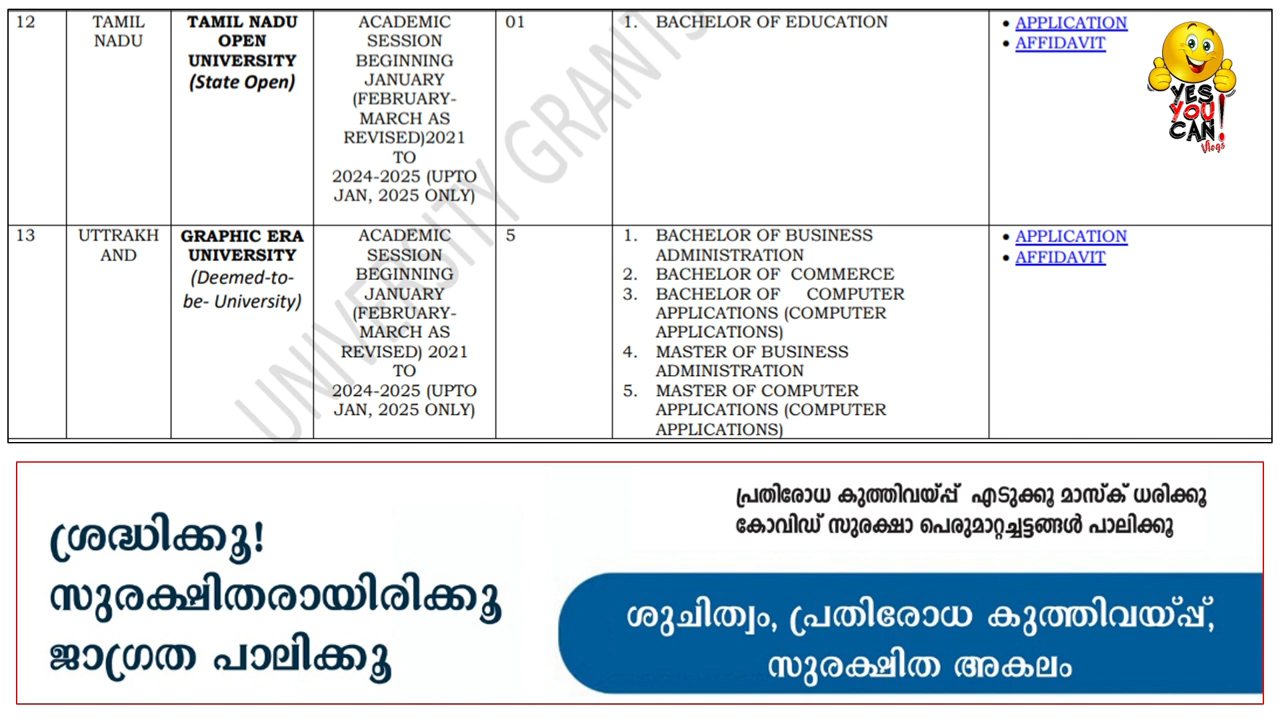 12
TAMIL
NADU
TAMIL NADU
OPEN
UNIVERSITY
(State Open)
ACADEMIC
SESSION
BEGINNING
JANUARY
(FEBRUARY-
MARCH AS
REVISED)2021
TO
2024-2025 (UPTO
JAN, 2025 ONLY)
01
1. BACHELOR OF EDUCATION
• APPLICATION
• AFFIDAVIT
YES
YOU
CAN!
Vlogs
13
UTTRAKH
AND
GRAPHIC ERA
UNIVERSITY
(Deemed-to-
be- University)
ACADEMIC
SESSION
BEGINNING
JANUARY
(FEBRUARY-
MARCH AS
REVISED) 2021
TO
2024-2025 (UPTO
JAN, 2025 ONLY)
5
1. BACHELOR OF BUSINESS
ADMINISTRATION
2. BACHELOR OF COMMERCE
3. BACHELOR OF COMPUTER
APPLICATIONS (COMPUTER
APPLICATIONS)
4. MASTER OF BUSINESS
ADMINISTRATION
5. MASTER OF COMPUTER
APPLICATIONS (COMPUTER
APPLICATIONS)
• APPLICATION
• AFFIDAVIT
UNIVERSITY GRANTS
ശ്രദ്ധിക്കൂ!
സുരക്ഷിതരായിരിക്കൂ
ജാഗ്രത പാലിക്കൂ
പ്രതിരോധ കുത്തിവയ്പ്പ് എടുക്കൂ മാസ്ക് ധരിക്കൂ
കോവിഡ് സുരക്ഷാ പെരുമാറ്റച്ചട്ടങ്ങൾ പാലിക്കൂ
ശുചിത്വം, പ്രതിരോധ കുത്തിവയ്പ്പ്,
സുരക്ഷിത അകലം